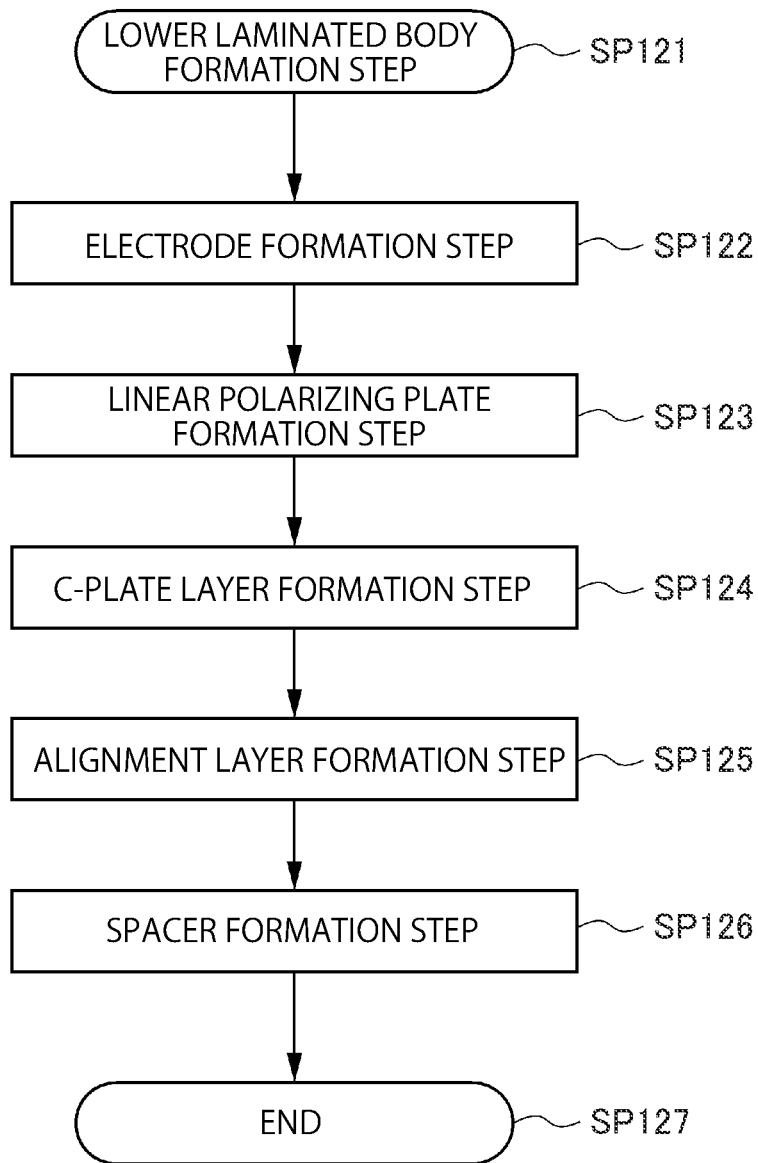 LOWER LAMINATED BODY
FORMATION STEP
SP121
ELECTRODE FORMATION STEP
SP122
LINEAR POLARIZING PLATE
FORMATION STEP
SP123
C-PLATE LAYER FORMATION STEP
SP124
ALIGNMENT LAYER FORMATION STEP
SP125
SPACER FORMATION STEP
SP126
END
SP127